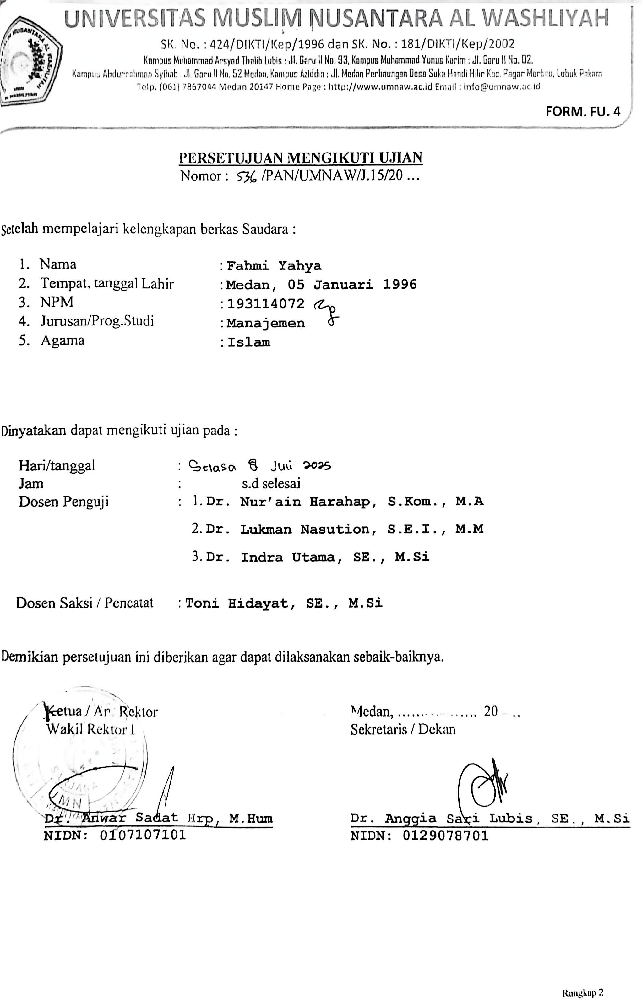 UNIVERSITAS MUSLIM NUSANTARA AL WASHLIYAH
SK. No. : 424/DIKTI/Kep/1996 dan SK. No. : 181/DIKTI/Kep/2002
Kampus Muhammad Arsyad Thalib Lubis : Jl. Garu II No. 93, Kampus Muhammad Yunus Karim : Jl. Garu II No. 02,
Kampus Abdurrahman Syihab Jl. Garu II No. 52 Medan, Kampus Aziddin : Jl. Medan Perbaungan Desa Suka Mandi Hilir Kec. Pagar Merbau, Lubuk Pakam
Telp. (061) 7867044 Medan 20147 Home Page : http://www.umnaw.ac.id Email : info@umnaw.ac.id
FORM. FU. 4
PERSETUJUAN MENGIKUTI UJIAN
Nomor : 536 /PAN/UMNAW/J.15/20 ...
Setelah mempelajari kelengkapan berkas Saudara :
1. Nama : Fahmi Yahya
2. Tempat, tanggal Lahir : Medan, 05 Januari 1996
3. NPM : 193114072
4. Jurusan/Prog.Studi : Manajemen
5. Agama : Islam
Dinyatakan dapat mengikuti ujian pada :
Hari/tanggal : Selasa 8 Juli 2025
Jam : s.d selesai
Dosen Penguji : 1. Dr. Nur'ain Harahap, S.Kom., M.A
2. Dr. Lukman Nasution, S.E.I., M.M
3. Dr. Indra Utama, SE., M.Si
Dosen Saksi / Pencatat : Toni Hidayat, SE., M.Si
Demikian persetujuan ini diberikan agar dapat dilaksanakan sebaik-baiknya.
Ketua / An. Rektor
Wakil Rektor I
Medan, .................... 20 ..
Sekretaris / Dekan
UMN
Dr. Anwar Sadat Hrp, M.Hum
NIDN: 0107107101
Dr. Anggia Sari Lubis, SE., M.Si
NIDN: 0129078701
Rangkap 2